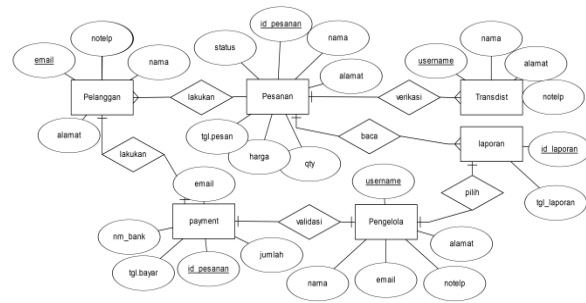 notelp
email
nama
Pelanggan
alamat
lakukan
status
id_pesanan
nama
alamat
Pesanan
tgl.pesan
harga
qty
verikasi
nama
username
alamat
notelp
Transdist
baca
laporan
id_laporan
tgl_laporan
lakukan
email
payment
nm_bank
tgl.bayar
id_pesanan
jumlah
validasi
username
Pengelola
alamat
nama
email
notelp
pilih